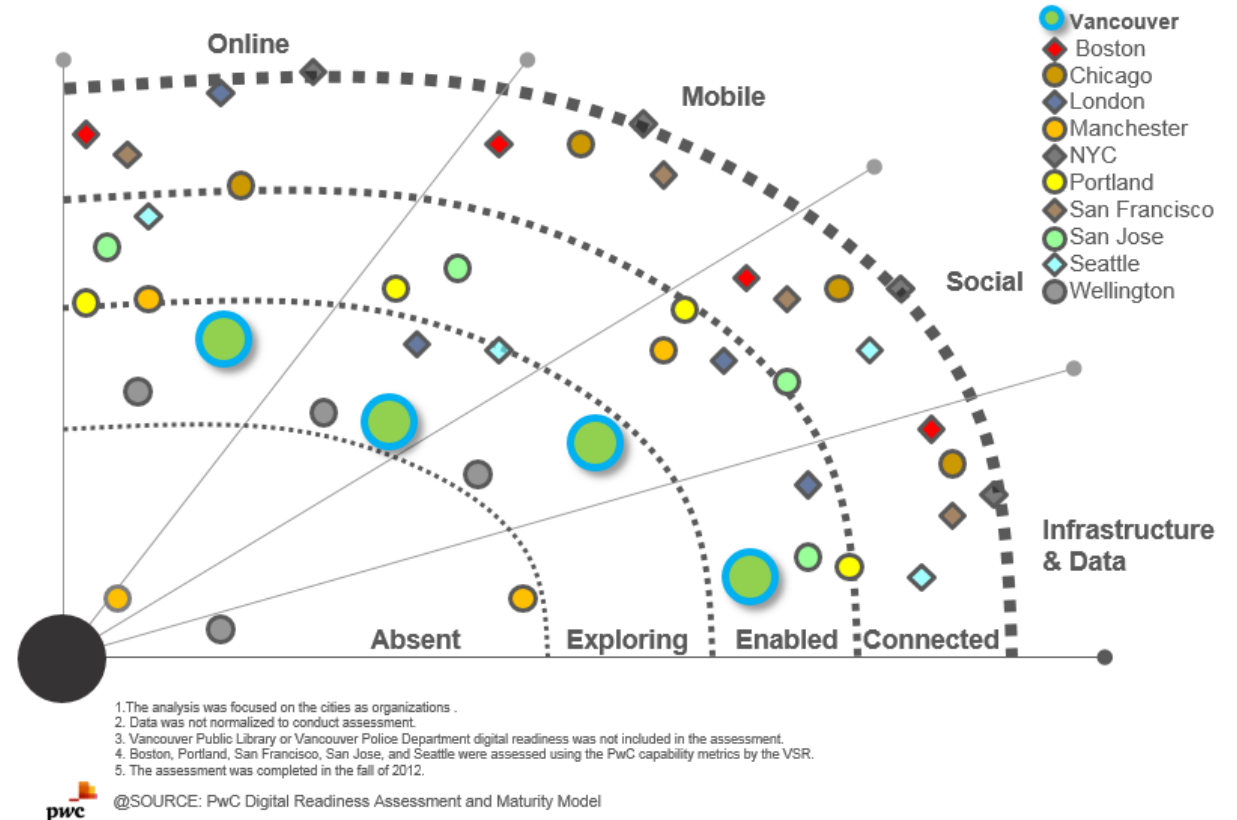 Online
Mobile
Social
Infrastructure
& Data
Vancouver
Boston
Chicago
London
Manchester
NYC
Portland
San Francisco
San Jose
Seattle
Wellington
Absent
Exploring
Enabled
Connected
1.The analysis was focused on the cities as organizations .
2. Data was not normalized to conduct assessment.
3. Vancouver Public Library or Vancouver Police Department digital readiness was not included in the assessment.
4. Boston, Portland, San Francisco, San Jose, and Seattle were assessed using the PwC capability metrics by the VSR.
5. The assessment was completed in the fall of 2012.
pwc
@SOURCE: PwC Digital Readiness Assessment and Maturity Model